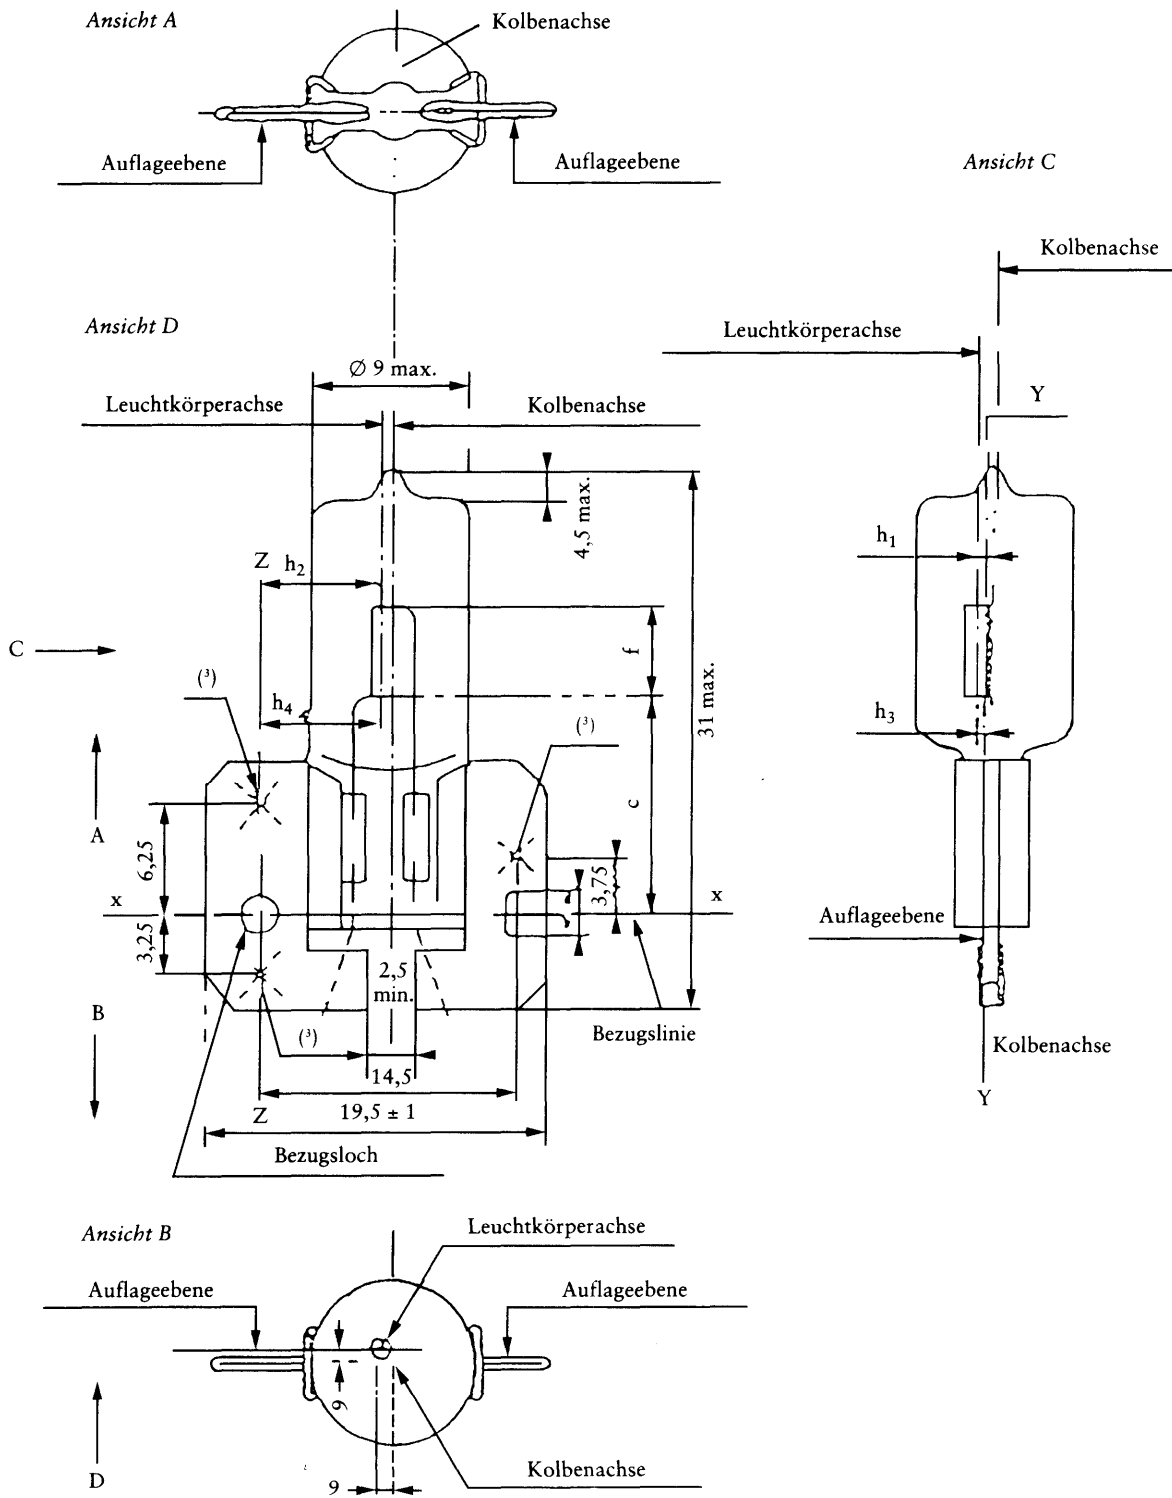 Ansicht A
Kolbenachse
Auflageebene
Auflageebene
Ansicht C
Kolbenachse
Ansicht D
Leuchtkörperachse
Ø 9 max.
Y
Leuchtkörperachse
Kolbenachse
4,5 max.
h1
Z
h2
C
f
31 max.
(3)
h4
(3)
h3
A
6,25
c
3,75
x
x
Auflageebene
3,25
2,5
min.
B
(3)
Bezugslinie
Kolbenachse
14,5
Y
Z
19,5 ± 1
Bezugsloch
Ansicht B
Leuchtkörperachse
Auflageebene
Auflageebene
9
Kolbenachse
D
9